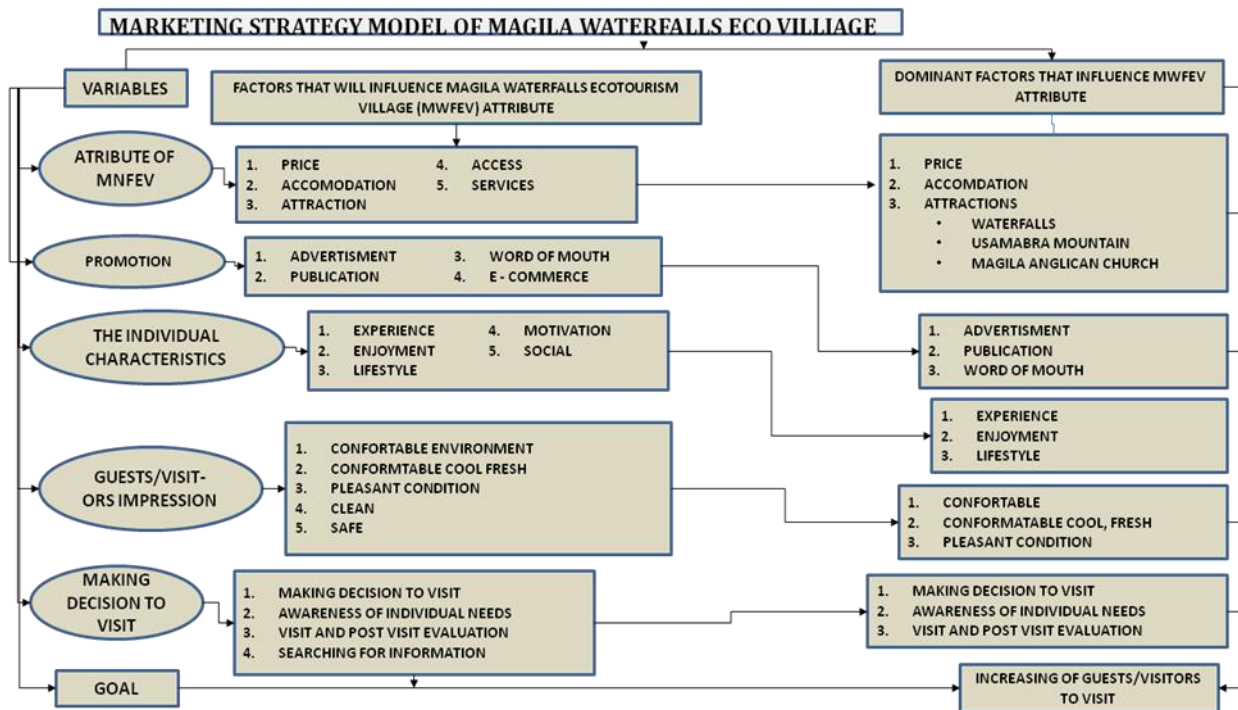 MARKETING STRATEGY MODEL OF MAGILA WATERFALLS ECO VILLIAGE
VARIABLES
FACTORS THAT WILL INFLUENCE MAGILA WATERFALLS ECOTOURISM
VILLAGE (MWFEV) ATTRIBUTE
DOMINANT FACTORS THAT INFLUENCE MWFEV
ATTRIBUTE
ATRIBUTE OF
MNFEV
1. PRICE
2. ACCOMODATION
3. ATTRACTION
4. ACCESS
5. SERVICES
1. PRICE
2. ACCOMDATION
3. ATTRACTIONS
• WATERFALLS
• USAMABRA MOUNTAIN
• MAGILA ANGLICAN CHURCH
PROMOTION
1. ADVERTISMENT
2. PUBLICATION
3. WORD OF MOUTH
4. E - COMMERCE
1. ADVERTISMENT
2. PUBLICATION
3. WORD OF MOUTH
THE INDIVIDUAL
CHARACTERISTICS
1. EXPERIENCE
2. ENJOYMENT
3. LIFESTYLE
4. MOTIVATION
5. SOCIAL
1. EXPERIENCE
2. ENJOYMENT
3. LIFESTYLE
GUESTS/VISIT-
ORS IMPRESSION
1. CONFORTABLE ENVIRONMENT
2. CONFORMTABLE COOL FRESH
3. PLEASANT CONDITION
4. CLEAN
5. SAFE
1. CONFORTABLE
2. CONFORMATABLE COOL, FRESH
3. PLEASANT CONDITION
MAKING
DECISION TO
VISIT
1. MAKING DECISION TO VISIT
2. AWARENESS OF INDIVIDUAL NEEDS
3. VISIT AND POST VISIT EVALUATION
4. SEARCHING FOR INFORMATION
1. MAKING DECISION TO VISIT
2. AWARENESS OF INDIVIDUAL NEEDS
3. VISIT AND POST VISIT EVALUATION
GOAL
INCREASING OF GUESTS/VISITORS
TO VISIT